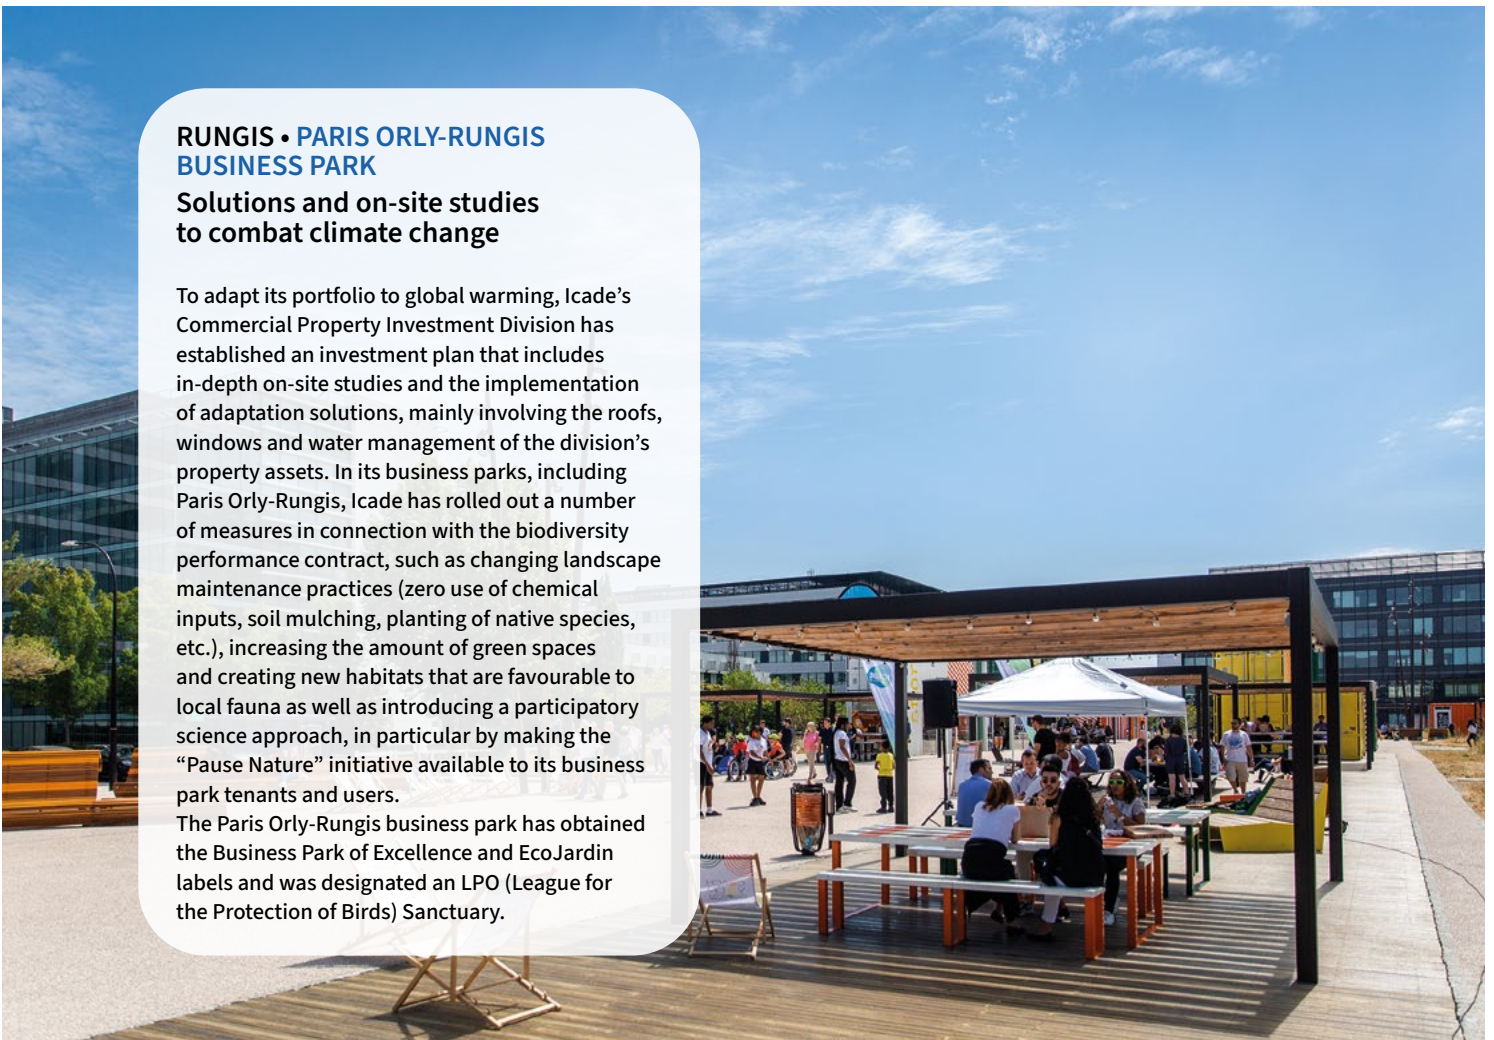 RUNGIS • PARIS ORLY-RUNGIS
BUSINESS PARK
Solutions and on-site studies
to combat climate change
To adapt its portfolio to global warming, Icade’s
Commercial Property Investment Division has
established an investment plan that includes
in-depth on-site studies and the implementation
of adaptation solutions, mainly involving the roofs,
windows and water management of the division’s
property assets. In its business parks, including
Paris Orly-Rungis, Icade has rolled out a number
of measures in connection with the biodiversity
performance contract, such as changing landscape
maintenance practices (zero use of chemical
inputs, soil mulching, planting of native species,
etc.), increasing the amount of green spaces
and creating new habitats that are favourable to
local fauna as well as introducing a participatory
science approach, in particular by making the
“Pause Nature” initiative available to its business
park tenants and users.
The Paris Orly-Rungis business park has obtained
the Business Park of Excellence and EcoJardin
labels and was designated an LPO (League for
the Protection of Birds) Sanctuary.